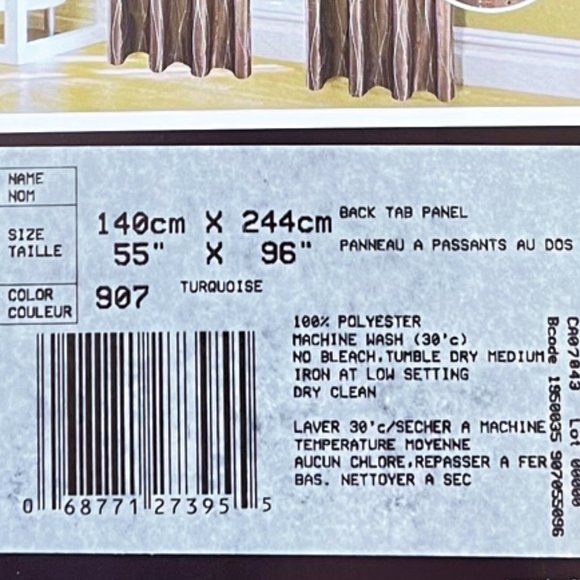 NAME
NOM
SIZE
TAILLE
140cm X 244cm
55" X 96"
BACK TAB PANEL
PANNEAU A PASSANTS AU DOS
COLOR
COULEUR
907 TURQUOISE
100% POLYESTER
MACHINE WASH (30'c)
NO BLEACH,TUMBLE DRY MEDIUM
IRON AT LOW SETTING
DRY CLEAN
LAVER 30'c/SECHER A MACHINE
TEMPERATURE MOYENNE
AUCUN CHLORE,REPASSER A FER
BAS. NETTOYER A SEC
0 68771 27395 5
CA07843 Lot 000000
Bcode 1950035 907055096